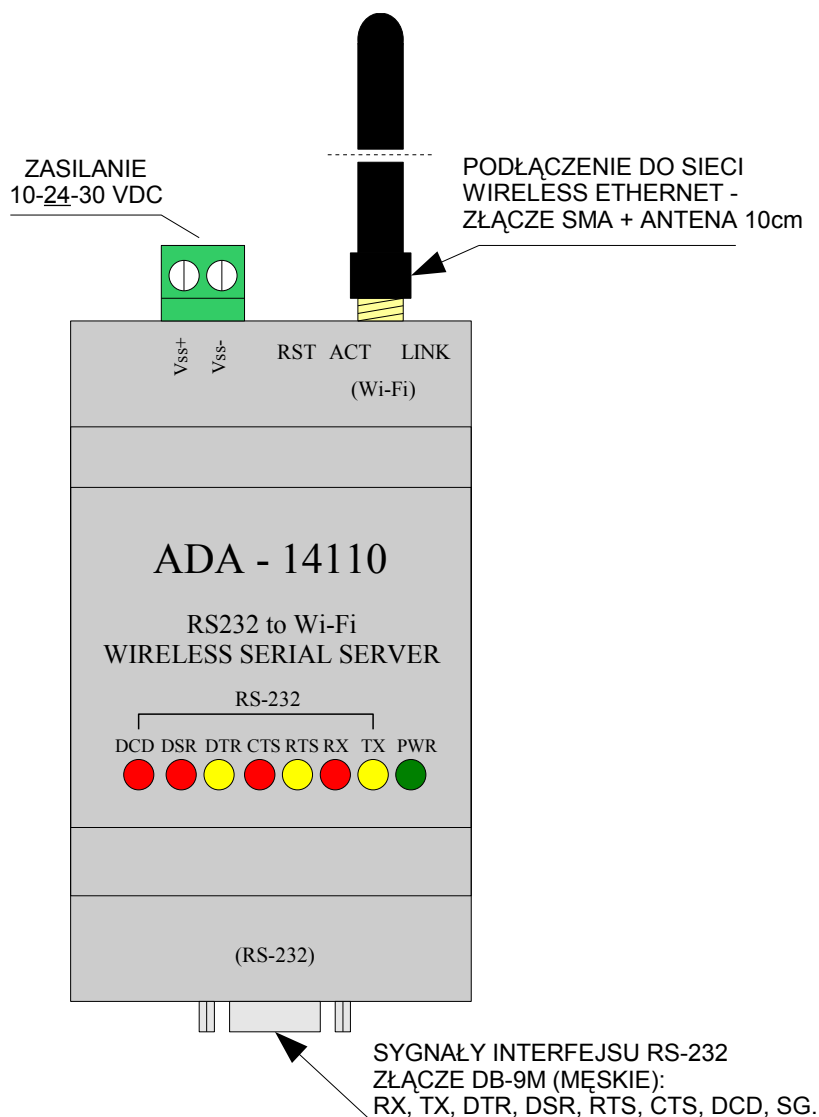 ZASILANIE
10-24-30 VDC
PODŁĄCZENIE DO SIECI
WIRELESS ETHERNET -
ZŁĄCZE SMA + ANTENA 10cm
Vss+
Vss-
RST ACT LINK
(Wi-Fi)
ADA - 14110
RS232 to Wi-Fi
WIRELESS SERIAL SERVER
RS-232
DCD DSR DTR CTS RTS RX TX PWR
(RS-232)
SYGNAŁY INTERFEJSU RS-232
ZŁĄCZE DB-9M (MĘSKIE):
RX, TX, DTR, DSR, RTS, CTS, DCD, SG.